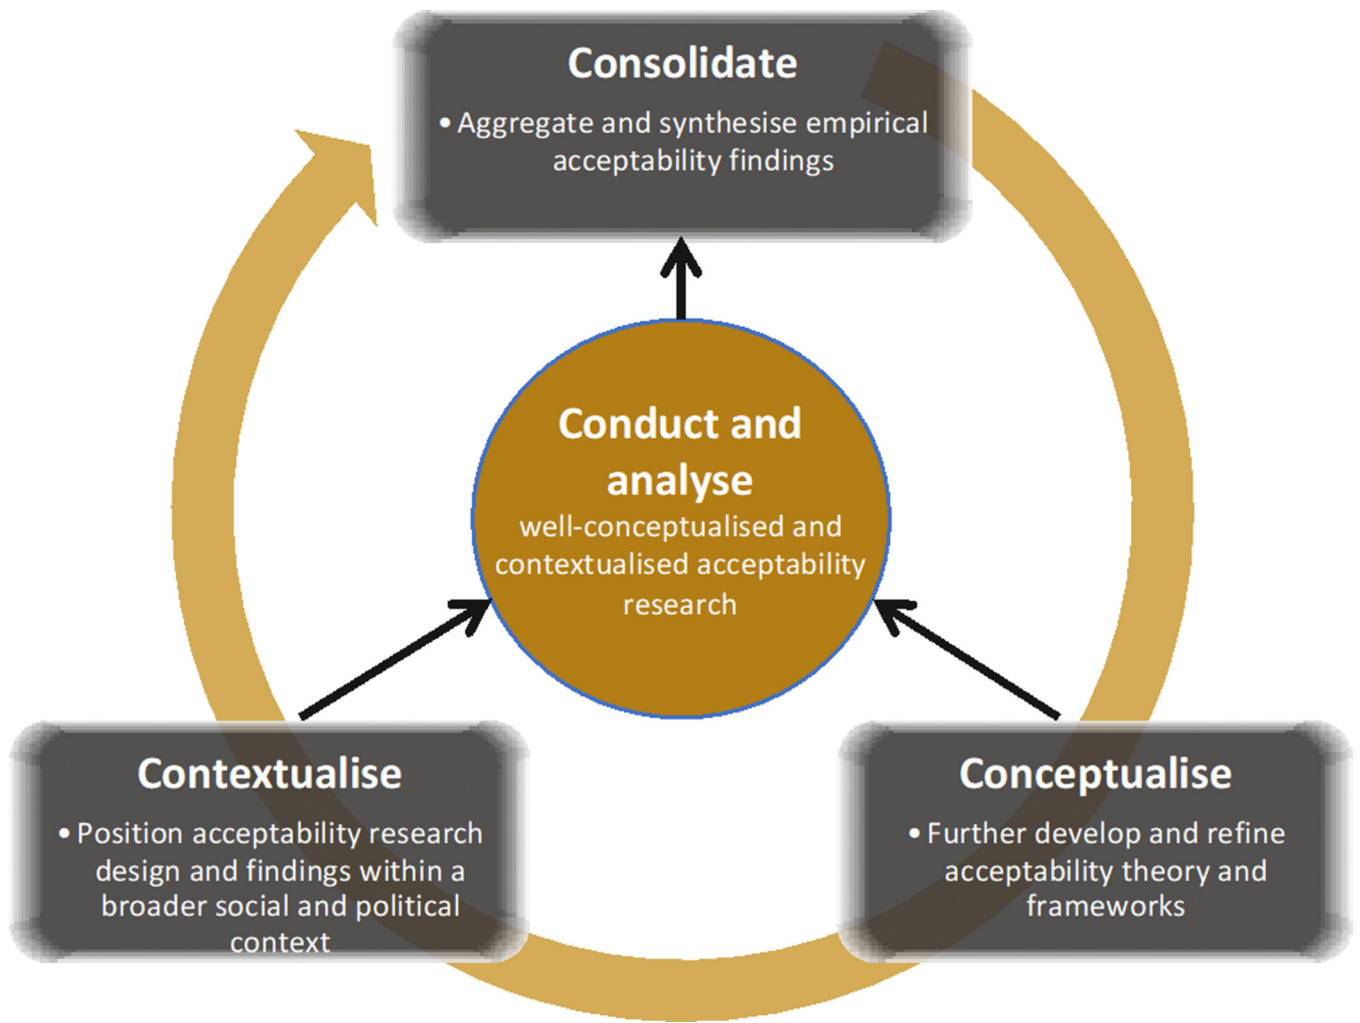 Consolidate
• Aggregate and synthesise empirical
acceptability findings
Conduct and
analyse
well-conceptualised and
contextualised acceptability
research
Contextualise
• Position acceptability research
design and findings within a
broader social and political
context
Conceptualise
• Further develop and refine
acceptability theory and
frameworks